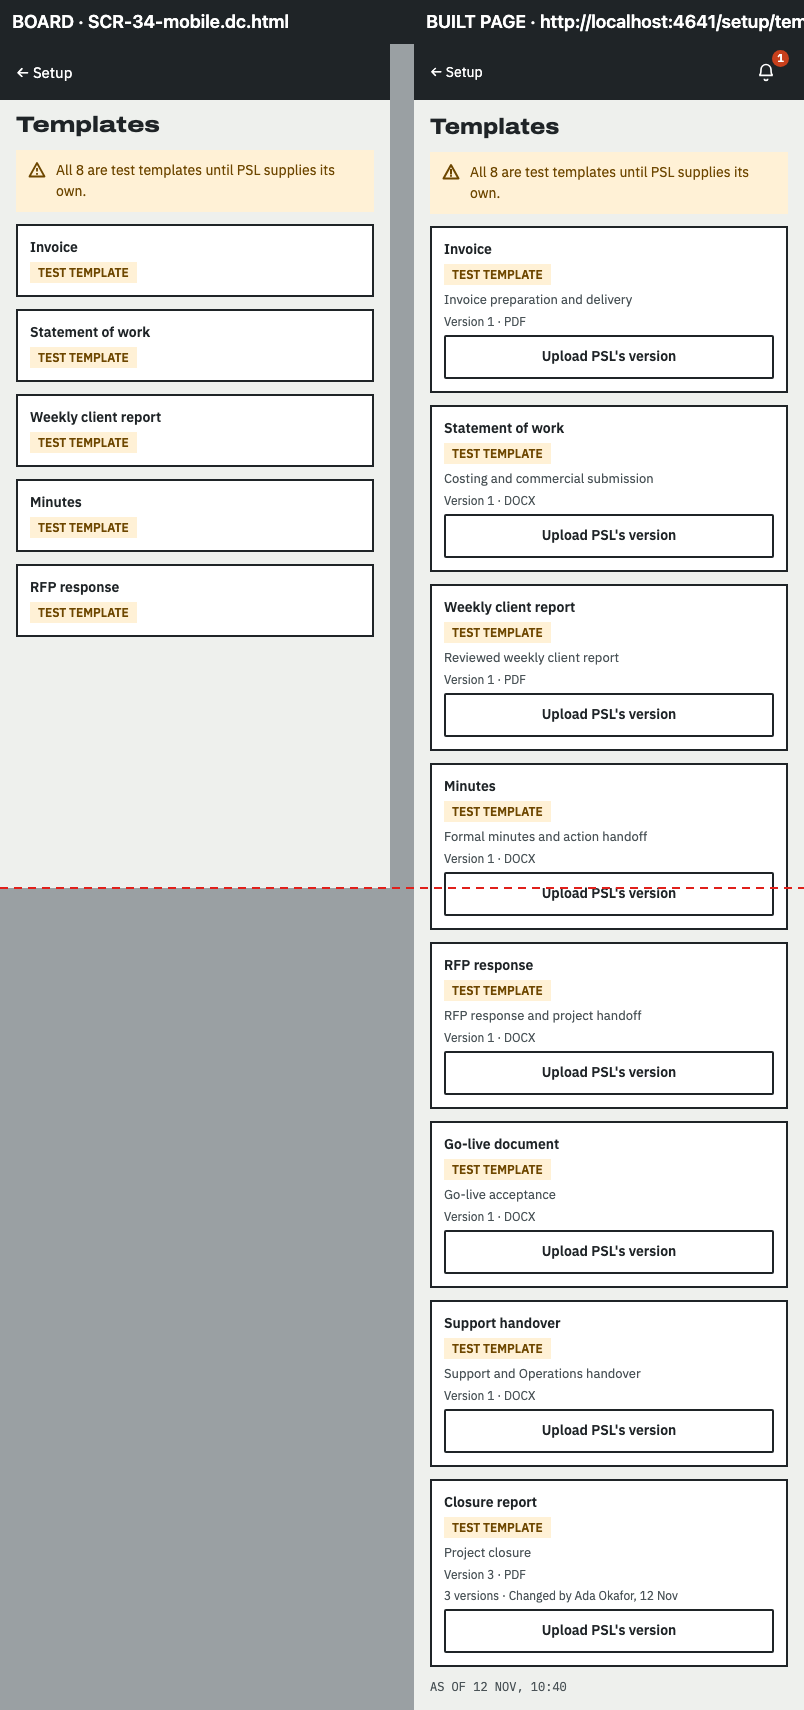 BOARD · SCR-34-mobile.dc.html
← Setup
Templates
All 8 are test templates until PSL supplies its
own.
Invoice
TEST TEMPLATE
Statement of work
TEST TEMPLATE
Weekly client report
TEST TEMPLATE
Minutes
TEST TEMPLATE
RFP response
TEST TEMPLATE
BUILT PAGE · http://localhost:4641/setup/tem
← Setup
1
Templates
All 8 are test templates until PSL supplies its
own.
Invoice
TEST TEMPLATE
Invoice preparation and delivery
Version 1 · PDF
Upload PSL's version
Statement of work
TEST TEMPLATE
Costing and commercial submission
Version 1 · DOCX
Upload PSL's version
Weekly client report
TEST TEMPLATE
Reviewed weekly client report
Version 1 · PDF
Upload PSL's version
Minutes
TEST TEMPLATE
Formal minutes and action handoff
Version 1 · DOCX
Upload PSL's version
RFP response
TEST TEMPLATE
RFP response and project handoff
Version 1 · DOCX
Upload PSL's version
Go-live document
TEST TEMPLATE
Go-live acceptance
Version 1 · DOCX
Upload PSL's version
Support handover
TEST TEMPLATE
Support and Operations handover
Version 1 · DOCX
Upload PSL's version
Closure report
TEST TEMPLATE
Project closure
Version 3 · PDF
3 versions · Changed by Ada Okafor, 12 Nov
Upload PSL's version
AS OF 12 NOV, 10:40